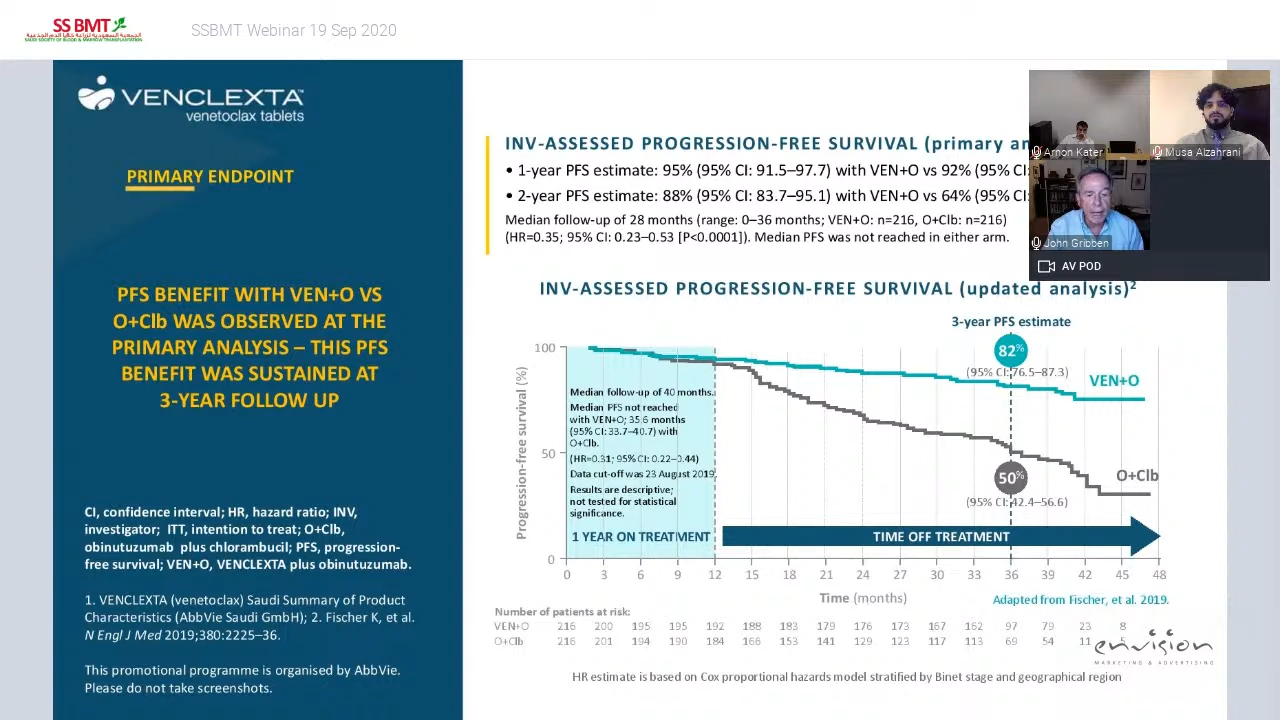 SS BMT
الجمعية السعودية لزراعة خلايا الدم الجذعية
SAUDI SOCIETY OF BLOOD & MARROW TRANSPLANTATION
SSBMT Webinar 19 Sep 2020
VENCLEXTA™
venetoclax tablets
PRIMARY ENDPOINT
PFS BENEFIT WITH VEN+O VS
O+Clb WAS OBSERVED AT THE
PRIMARY ANALYSIS – THIS PFS
BENEFIT WAS SUSTAINED AT
3-YEAR FOLLOW UP
CI, confidence interval; HR, hazard ratio; INV,
investigator; ITT, intention to treat; O+Clb,
obinutuzumab plus chlorambucil; PFS, progression-
free survival; VEN+O, VENCLEXTA plus obinutuzumab.
1. VENCLEXTA (venetoclax) Saudi Summary of Product
Characteristics (AbbVie Saudi GmbH); 2. Fischer K, et al.
N Engl J Med 2019;380:2225–36.
This promotional programme is organised by AbbVie.
Please do not take screenshots.
INV-ASSESSED PROGRESSION-FREE SURVIVAL (primary an
• 1-year PFS estimate: 95% (95% CI: 91.5–97.7) with VEN+O vs 92% (95% CI:
• 2-year PFS estimate: 88% (95% CI: 83.7–95.1) with VEN+O vs 64% (95% CI:
Median follow-up of 28 months (range: 0–36 months; VEN+O: n=216, O+Clb: n=216)
(HR=0.35; 95% CI: 0.23–0.53 [P<0.0001]). Median PFS was not reached in either arm.
Arnon Kater
Musa Alzahrani
John Gribben
AV POD
INV-ASSESSED PROGRESSION-FREE SURVIVAL (updated analysis)²
3-year PFS estimate
82%
(95% CI: 76.5–87.3)
VEN+O
50%
(95% CI: 42.4–56.6)
O+Clb
Progression-free survival (%)
100
50
0
Median follow-up of 40 months.
Median PFS not reached
with VEN+O; 35.6 months
(95% CI: 33.7–40.7) with
O+Clb.
(HR=0.31; 95% CI: 0.22–0.44)
Data cut-off was 23 August 2019.
Results are descriptive;
not tested for statistical
significance.
1 YEAR ON TREATMENT
TIME OFF TREATMENT
0 3 6 9 12 15 18 21 24 27 30 33 36 39 42 45 48
Time (months)
Adapted from Fischer, et al. 2019.
Number of patients at risk:
VEN+O 216 200 195 195 192 188 183 179 176 173 167 162 97 79 23 8
O+Clb 216 201 194 190 184 166 153 141 129 123 117 113 69 54 11
envision
MARKETING & ADVERTISING
HR estimate is based on Cox proportional hazards model stratified by Binet stage and geographical region